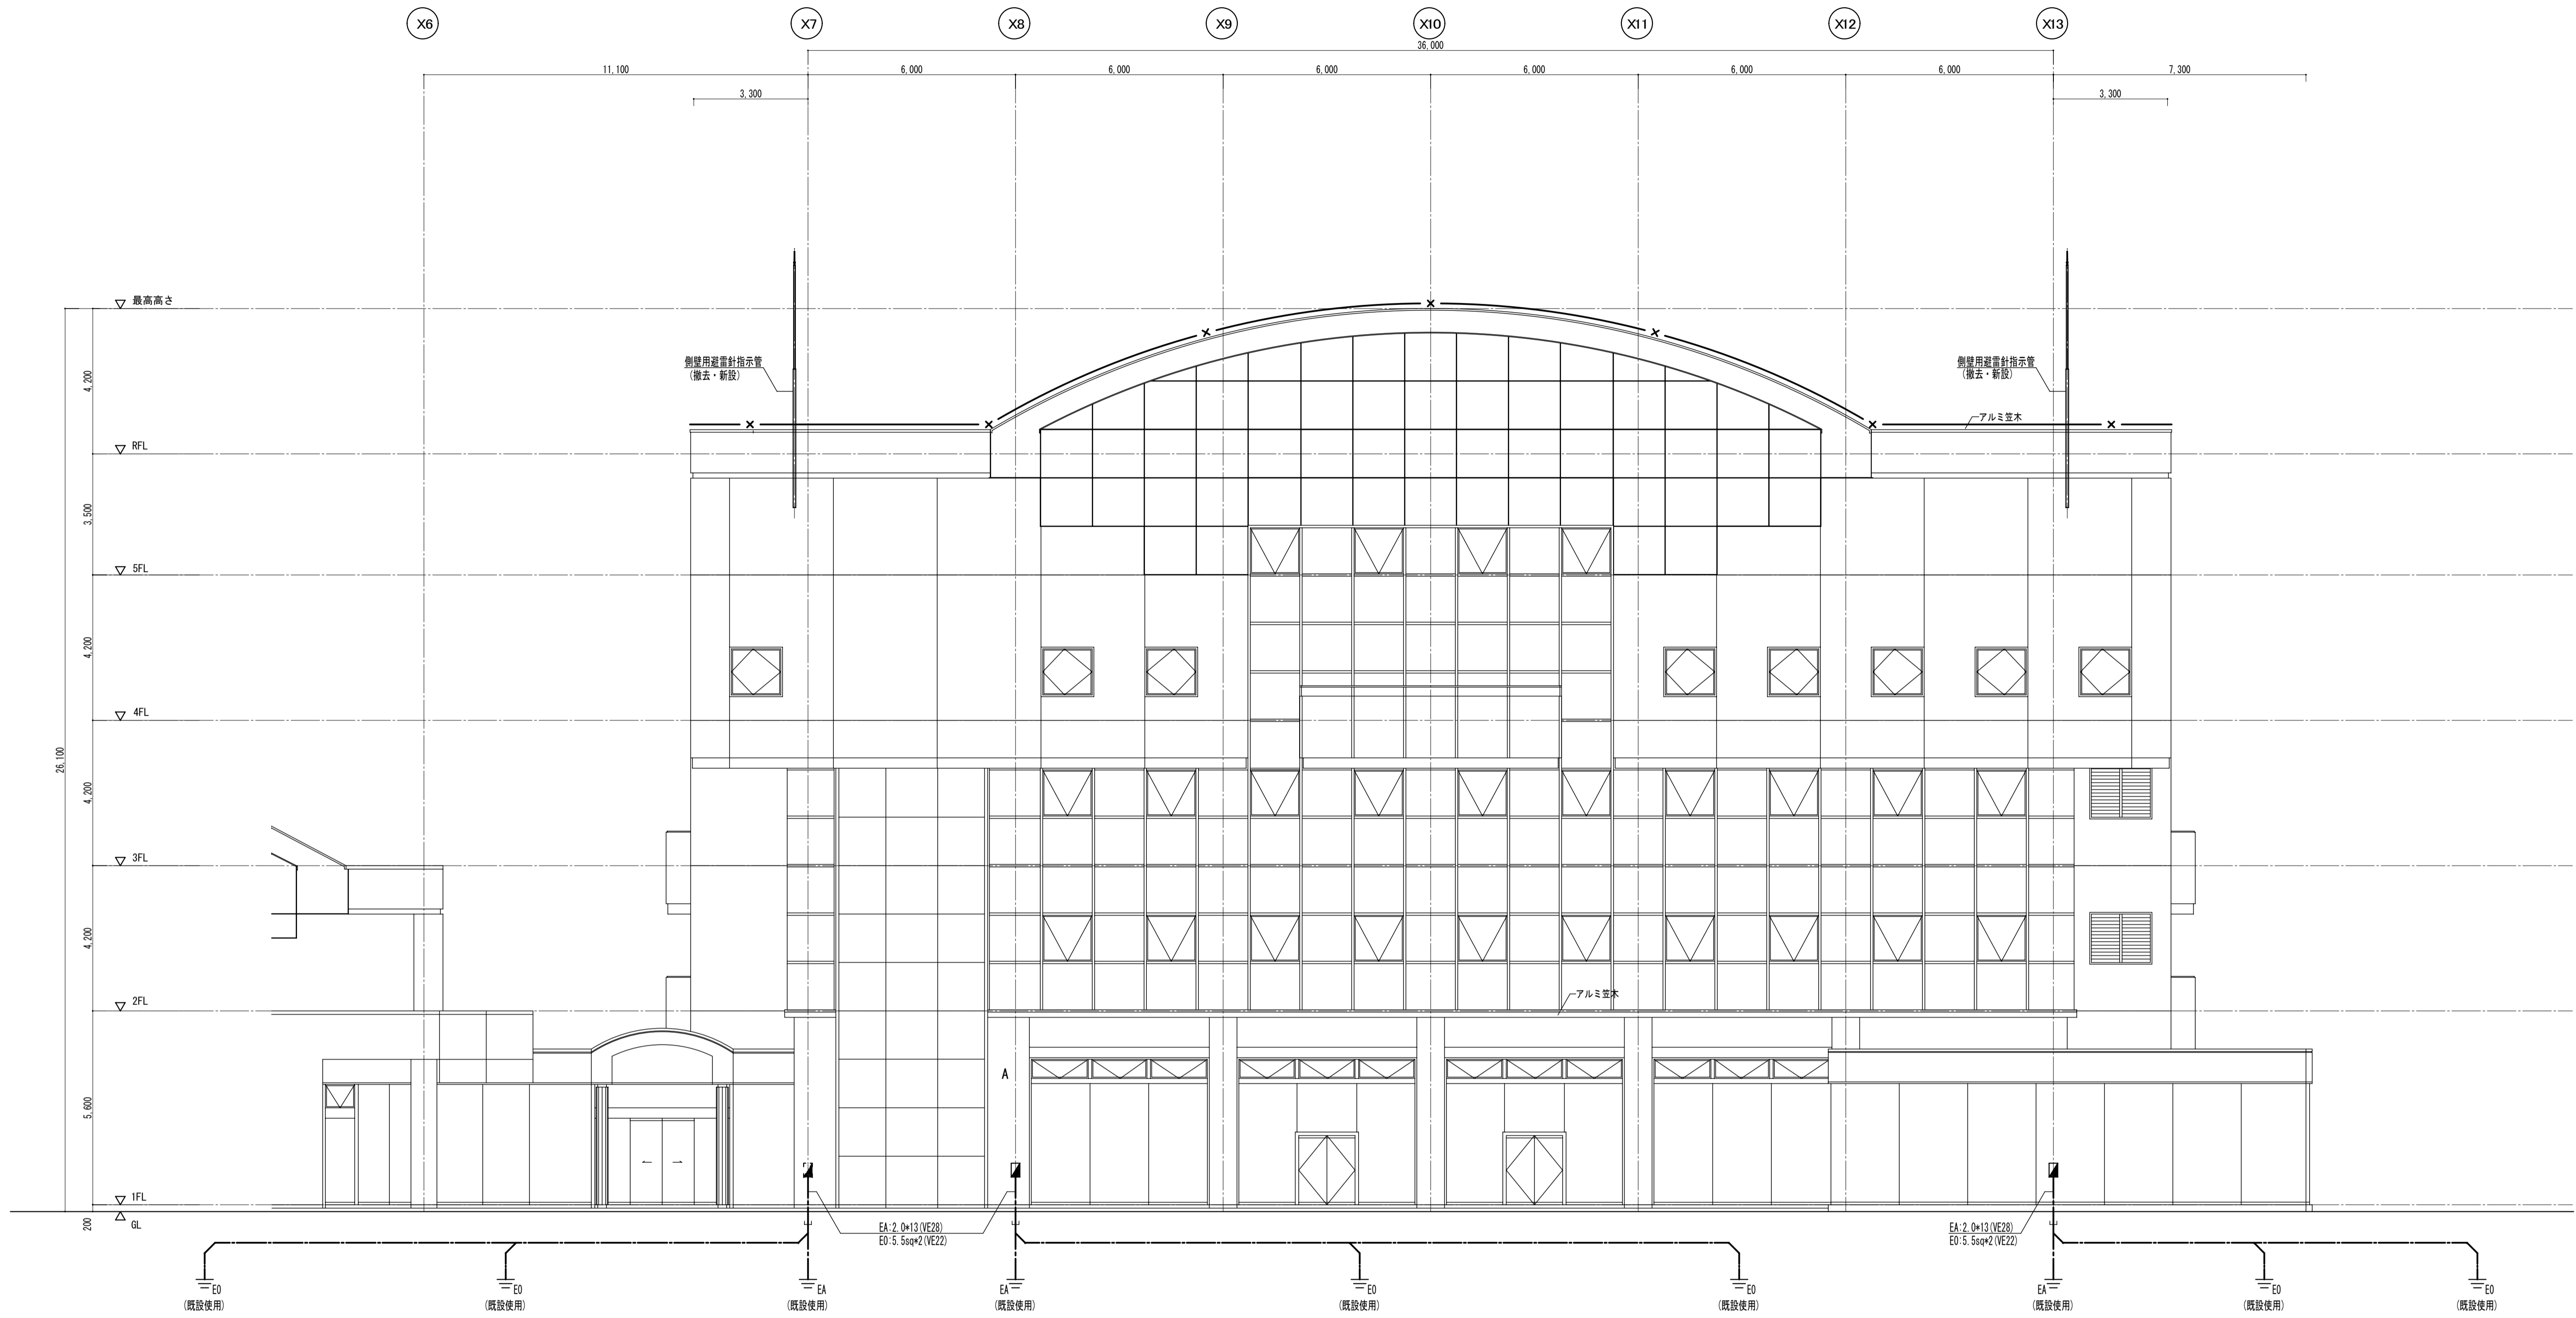 X6 X7 X8 X9 X10 X11 X12 X13
36,000
11,100 6,000 6,000 6,000 6,000 6,000 6,000 7,300
3,300 3,300
最高高さ
側壁用避雷針指示管
(撤去・新設)
側壁用避雷針指示管
(撤去・新設)
4,200
アルミ笠木
RFL
3,500
5FL
4,200
4FL
26,100
4,200
3FL
4,200
アルミ笠木
2FL
A
5,600
1FL
200
GL
EA:2.0*13(VE28)
E0:5.5sq*2(VE22)
EA:2.0*13(VE28)
E0:5.5sq*2(VE22)
E0 E0 EA EA E0 E0 EA E0 E0
(既設使用) (既設使用) (既設使用) (既設使用) (既設使用) (既設使用) (既設使用) (既設使用) (既設使用)